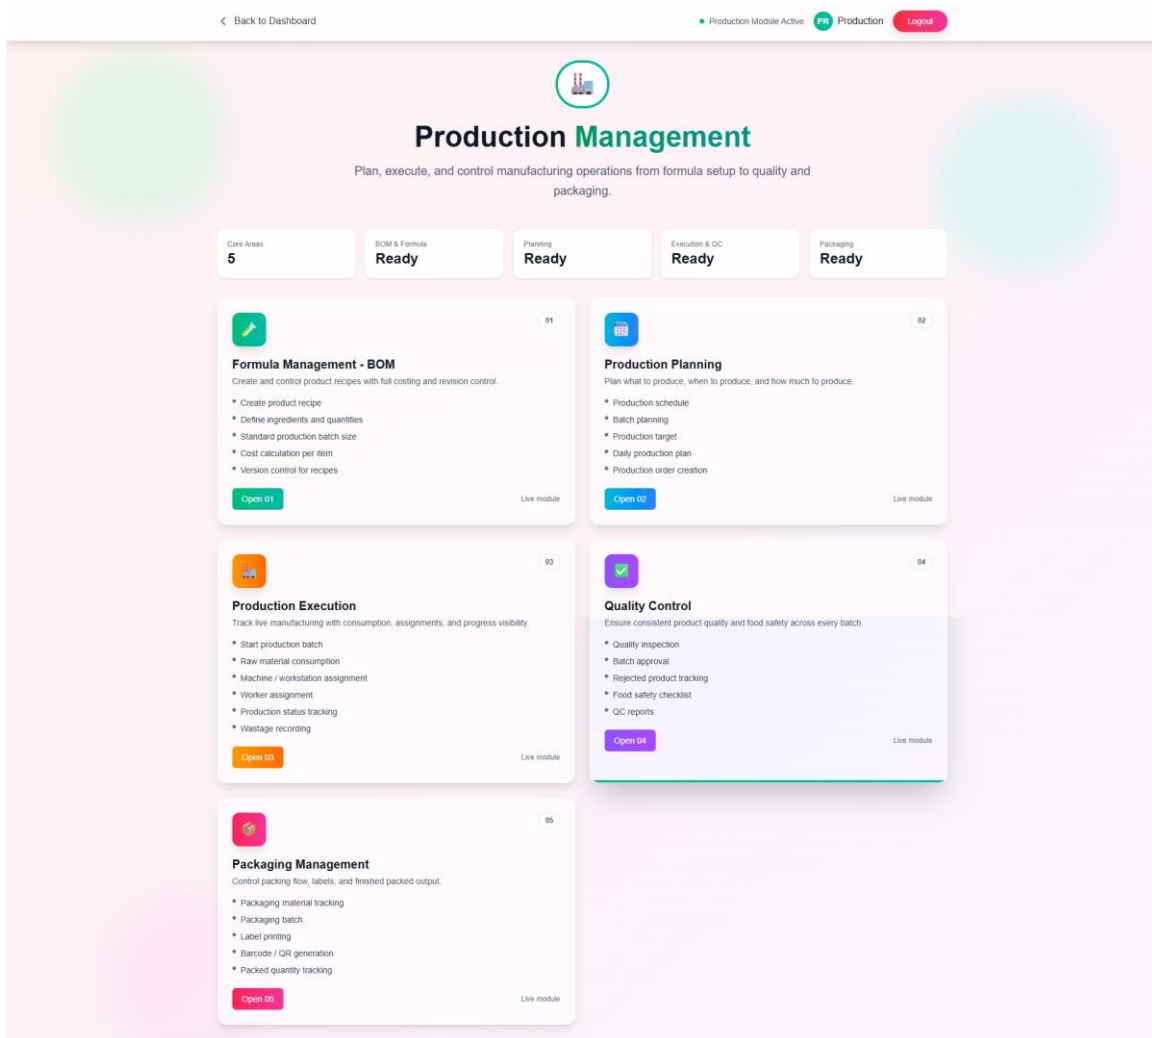 Back to Dashboard
Production Module Active
PR
Production
Logout
Production Management
Plan, execute, and control manufacturing operations from formula setup to quality and
packaging.
Core Areas
5
BOM & Formula
Ready
Planning
Ready
Execution & QC
Ready
Packaging
Ready
01
Formula Management - BOM
Create and control product recipes with full costing and revision control.
Create product recipe
Define ingredients and quantities
Standard production batch size
Cost calculation per item
Version control for recipes
Open 01
Live module
02
Production Planning
Plan what to produce, when to produce, and how much to produce.
Production schedule
Batch planning
Production target
Daily production plan
Production order creation
Open 02
Live module
03
Production Execution
Track live manufacturing with consumption, assignments, and progress visibility.
Start production batch
Raw material consumption
Machine / workstation assignment
Worker assignment
Production status tracking
Wastage recording
Open 03
Live module
04
Quality Control
Ensure consistent product quality and food safety across every batch.
Quality inspection
Batch approval
Rejected product tracking
Food safety checklist
QC reports
Open 04
Live module
05
Packaging Management
Control packing flow, labels, and finished packed output.
Packaging material tracking
Packaging batch
Label printing
Barcode / QR generation
Packed quantity tracking
Open 05
Live module